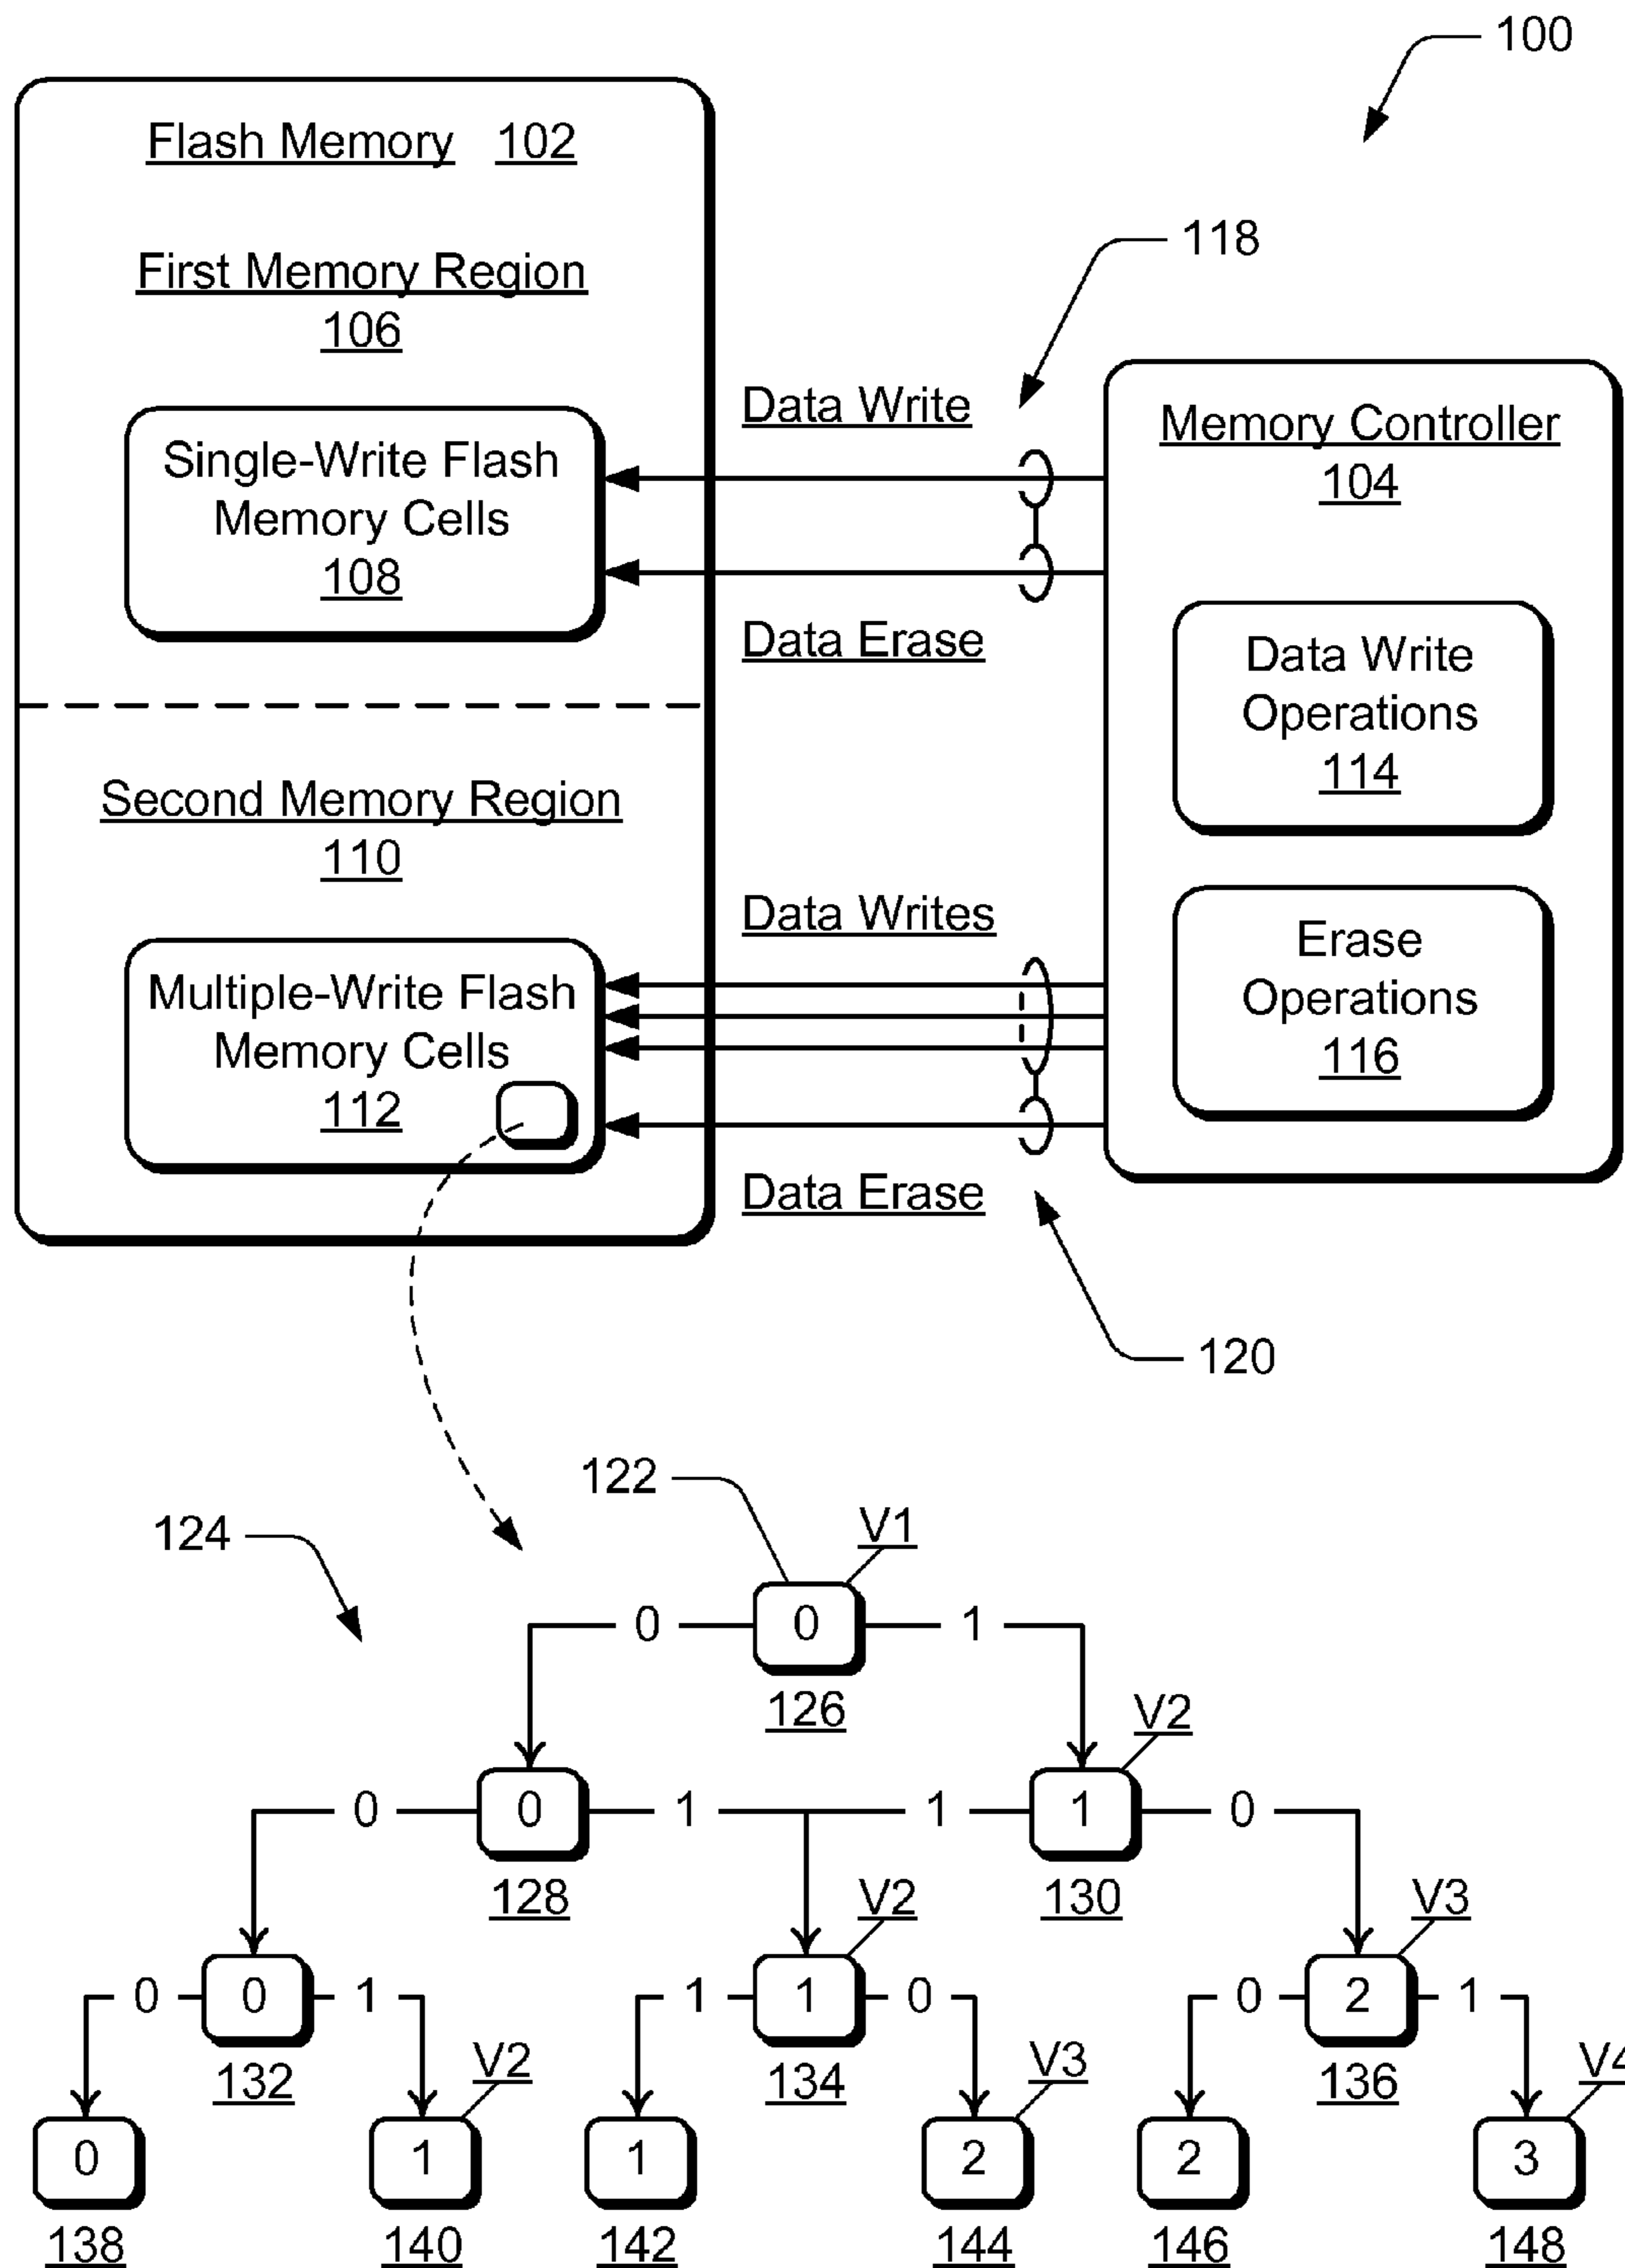 100
Flash Memory 102
First Memory Region
106
Single-Write Flash
Memory Cells
108
118
Data Write
Data Erase
Memory Controller
104
Data Write
Operations
114
Erase
Operations
116
Second Memory Region
110
Multiple-Write Flash
Memory Cells
112
Data Writes
Data Erase
120
122
V1
124
0 0 1
126
V2
0 0 1 1 1 0
128
130
V2
V3
0 0 1 1 1 0 0 2 1
132
134
136
V2
V3
V4
0 1 1 2 2 3
138 140 142 144 146 148